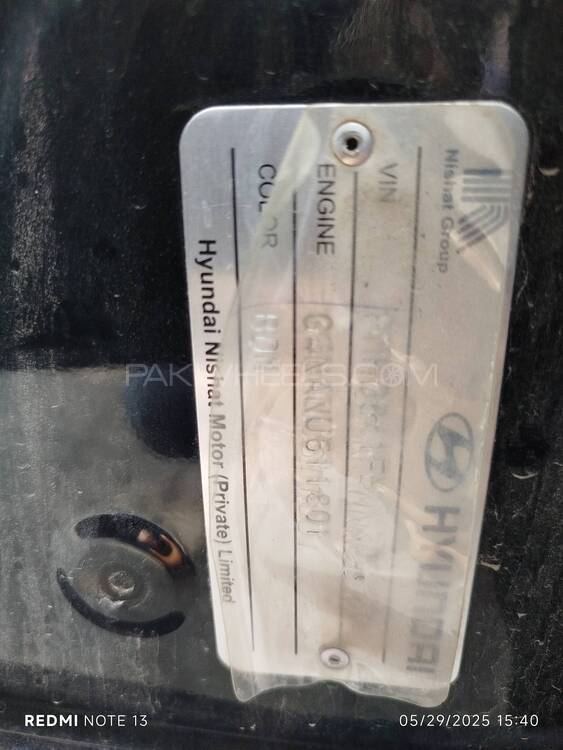 Nishat Group
HYUNDAI
VIN
ENGINE G4NANU611801
COLOR
Hyundai Nishat Motor (Private) Limited
PAKWHEELS.COM
REDMI NOTE 13
05/29/2025 15:40